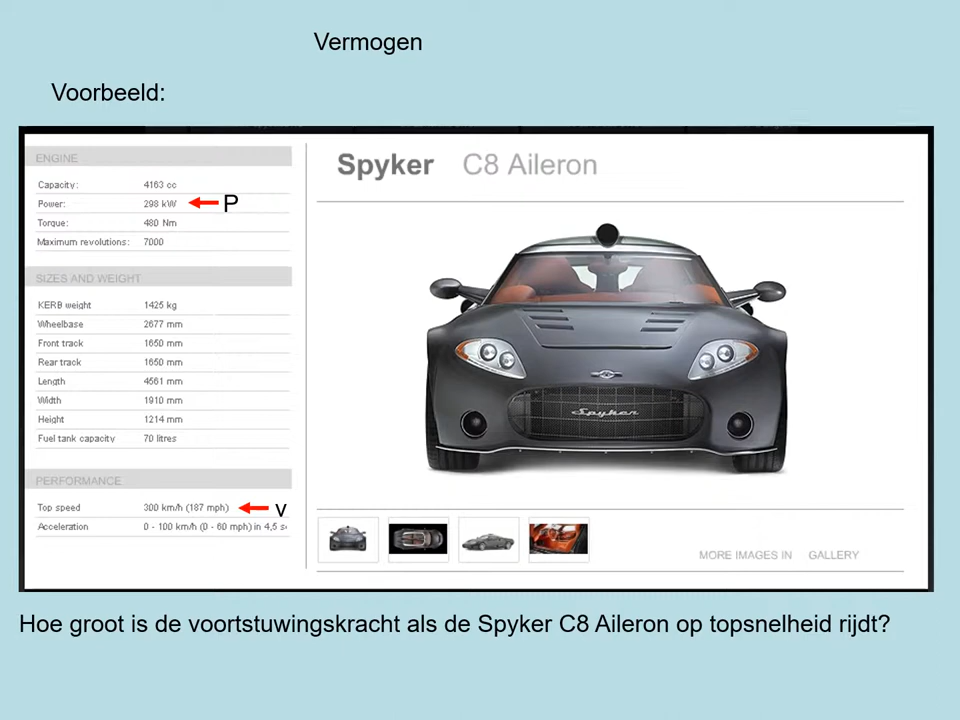 Vermogen
Voorbeeld:
ENGINE
Capacity: 4163 cc
Power: 298 kW
P
Torque: 480 Nm
Maximum revolutions: 7000
SIZES AND WEIGHT
KERB weight 1425 kg
Wheelbase 2677 mm
Front track 1650 mm
Rear track 1650 mm
Length 4561 mm
Width 1910 mm
Height 1214 mm
Fuel tank capacity 70 litres
PERFORMANCE
Top speed 300 km/h (187 mph)
v
Acceleration 0 - 100 km/h (0 - 60 mph) in 4,5
Spyker C8 Aileron
Spyker
MORE IMAGES IN GALLERY
Hoe groot is de voortstuwingskracht als de Spyker C8 Aileron op topsnelheid rijdt?